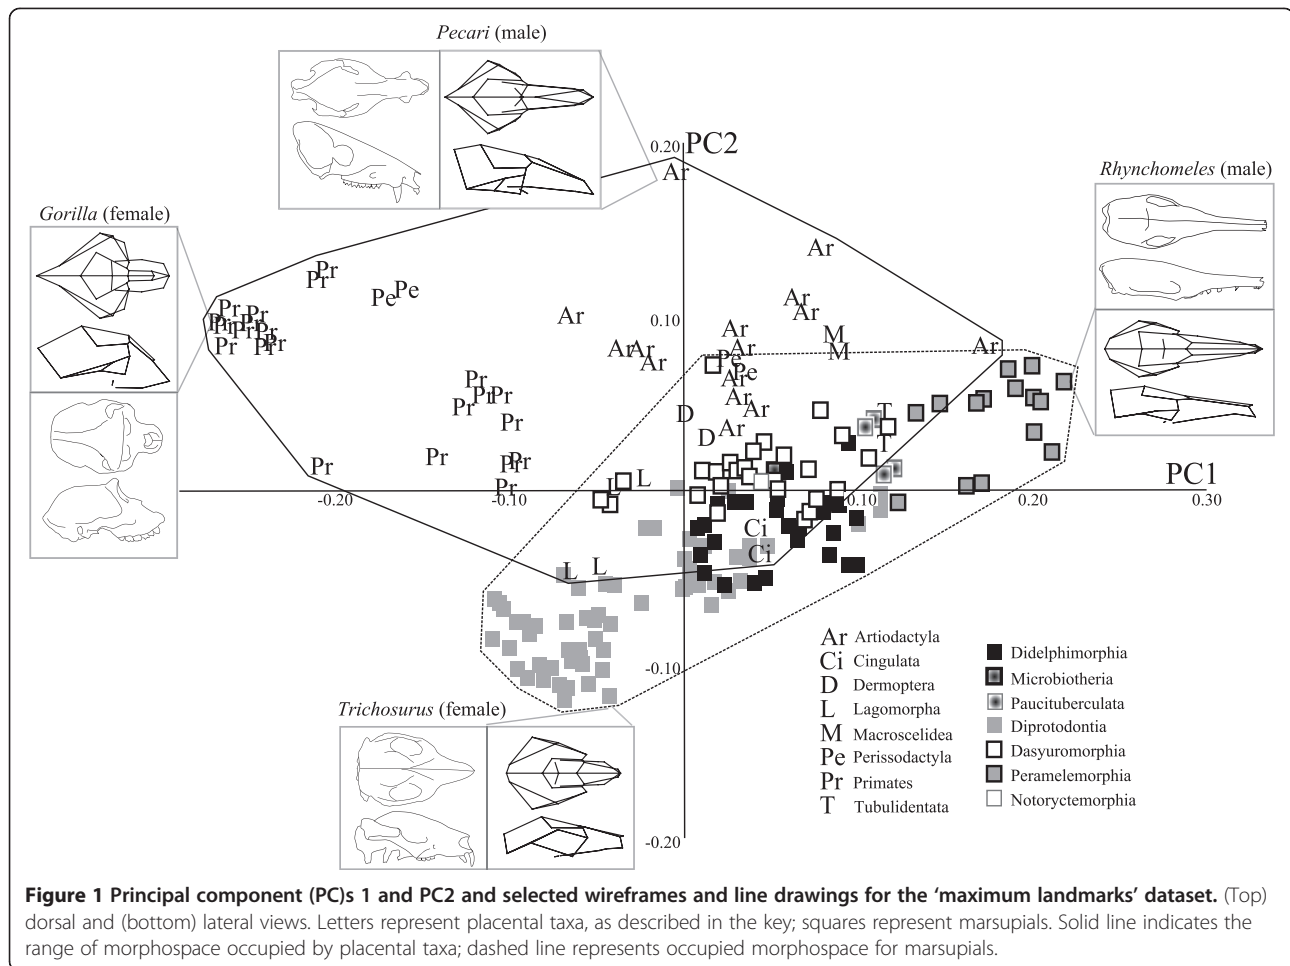 Pecari (male)
0.20 PC2
Ar
Rhynchomeles (male)
Gorilla (female)
Ar
Pr
Pr
Pe
Pe
Ar
Ar
Ar
Pr
Pr
Pr
Pr
Pr
Pr
Pr
Pr
Pr
Pr
0.10
Ar
M
M
Ar
Ar
Ar
Ar
Ar
Ar
Pe
Pe
Ar
Pr
Pr
Pr
Pr
Pr
Ar
Ar
Ar
D
D
T
T
Pr
Pr
Pr
Pr
Pr
L
L
PC1
-0.20
-0.10
0.10
0.20
0.30
Ci
Ci
L
L
-0.10
Trichosurus (female)
-0.20
Ar Artiodactyla
Ci Cingulata
D Dermoptera
L Lagomorpha
M Macroscelidea
Pe Perissodactyla
Pr Primates
T Tubulidentata
Didelphimorphia
Microbiotheria
Paucituberculata
Diprotodontia
Dasyuromorphia
Peramelemorphia
Notoryctemorphia
Figure 1 Principal component (PC)s 1 and PC2 and selected wireframes and line drawings for the 'maximum landmarks' dataset. (Top)
dorsal and (bottom) lateral views. Letters represent placental taxa, as described in the key; squares represent marsupials. Solid line indicates the
range of morphospace occupied by placental taxa; dashed line represents occupied morphospace for marsupials.